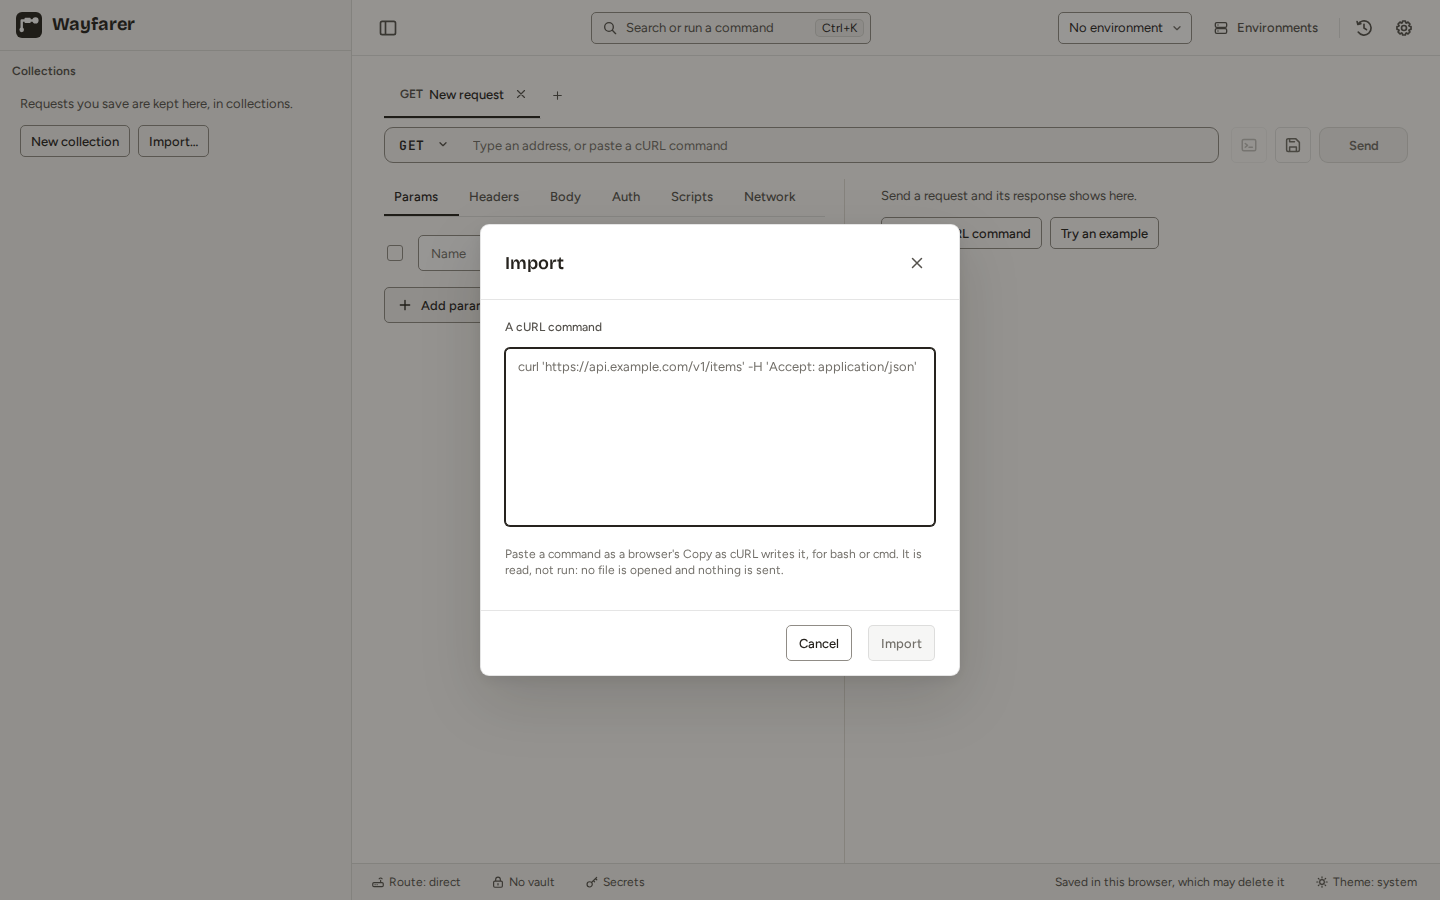 Wayfarer
Search or run a command
Ctrl+K
No environment
Environments
Collections
Requests you save are kept here, in collections.
New collection
Import...
GET New request
GET
Type an address, or paste a cURL command
Send
Params
Headers
Body
Auth
Scripts
Network
Send a request and its response shows here.
RL command
Try an example
Name
Add param
Import
A cURL command
curl 'https://api.example.com/v1/items' -H 'Accept: application/json'
Paste a command as a browser's Copy as cURL writes it, for bash or cmd. It is
read, not run: no file is opened and nothing is sent.
Cancel
Import
Route: direct
No vault
Secrets
Saved in this browser, which may delete it
Theme: system